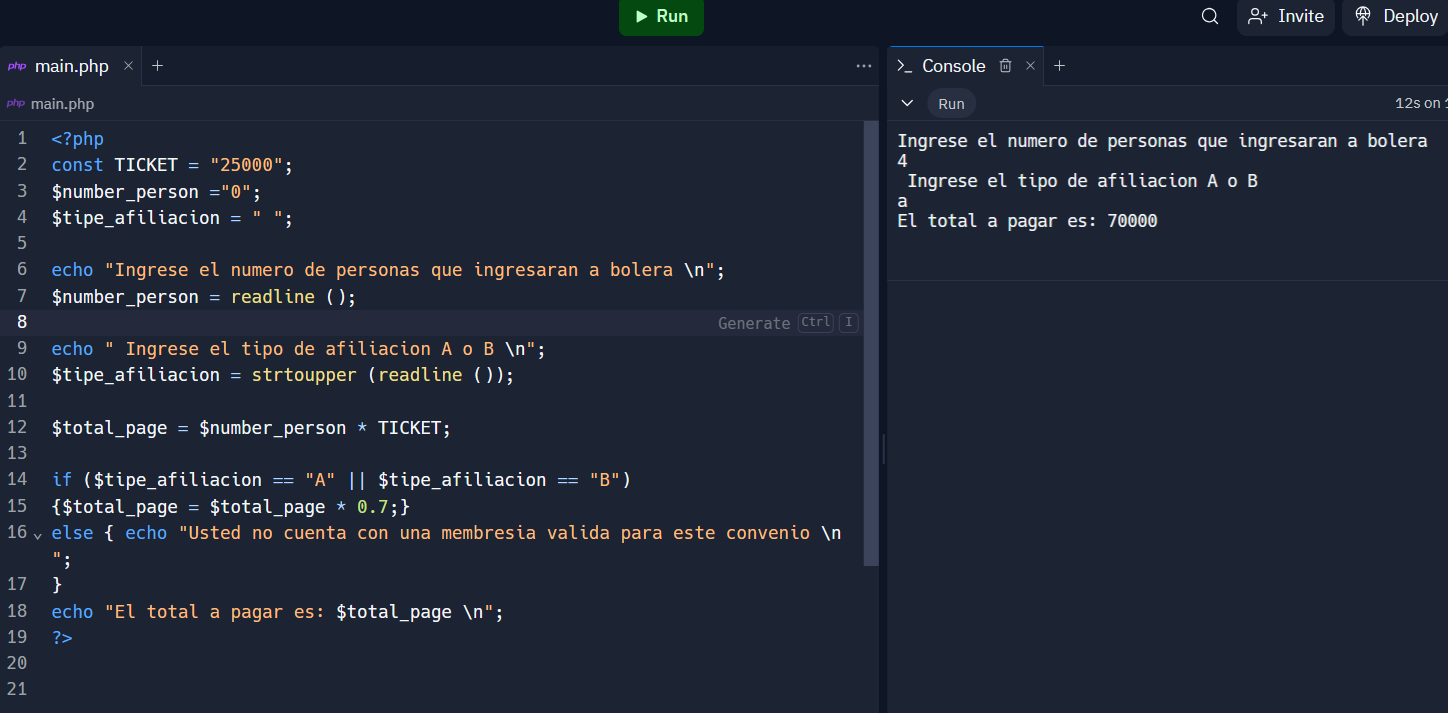 Run
Invite
Deploy
php main.php
php main.php
1 <?php
2 const TICKET = "25000";
3 $number_person ="0";
4 $tipe_afiliacion = " ";
5
6 echo "Ingrese el numero de personas que ingresaran a bolera \n";
7 $number_person = readline ();
8 Generate Ctrl I
9 echo " Ingrese el tipo de afiliacion A o B \n";
10 $tipe_afiliacion = strtoupper (readline ());
11
12 $total_page = $number_person * TICKET;
13
14 if ($tipe_afiliacion == "A" || $tipe_afiliacion == "B")
15 {$total_page = $total_page * 0.7;}
16 else { echo "Usted no cuenta con una membresia valida para este convenio \n
";
17 }
18 echo "El total a pagar es: $total_page \n";
19 ?>
20
21
>_ Console
Run
12s on
Ingrese el numero de personas que ingresaran a bolera
4
Ingrese el tipo de afiliacion A o B
a
El total a pagar es: 70000